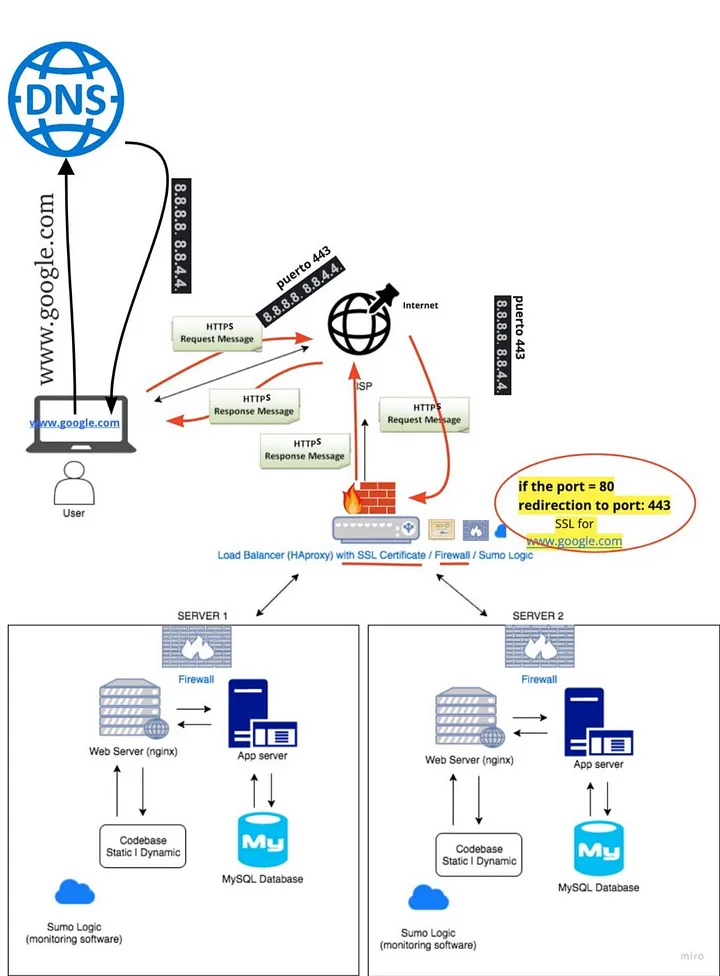 DNS
www.google.com
8.8.8.8. 8.8.4.4.
puerto 443
8.8.8.8. 8.8.4.4.
Internet
puerto 443
8.8.8.8. 8.8.4.4.
HTTPS
Request Message
ISP
HTTPS
Response Message
HTTPS
Request Message
www.google.com
HTTPS
Response Message
User
if the port = 80
redirection to port: 443
SSL for
www.google.com
Load Balancer (HAproxy) with SSL Certificate / Firewall / Sumo Logic
SERVER 1
Firewall
Web Server (nginx)
App server
Codebase
Static | Dynamic
My
MySQL Database
Sumo Logic
(monitoring software)
SERVER 2
Firewall
Web Server (nginx)
App server
Codebase
Static | Dynamic
My
MySQL Database
Sumo Logic
(monitoring software)
miro